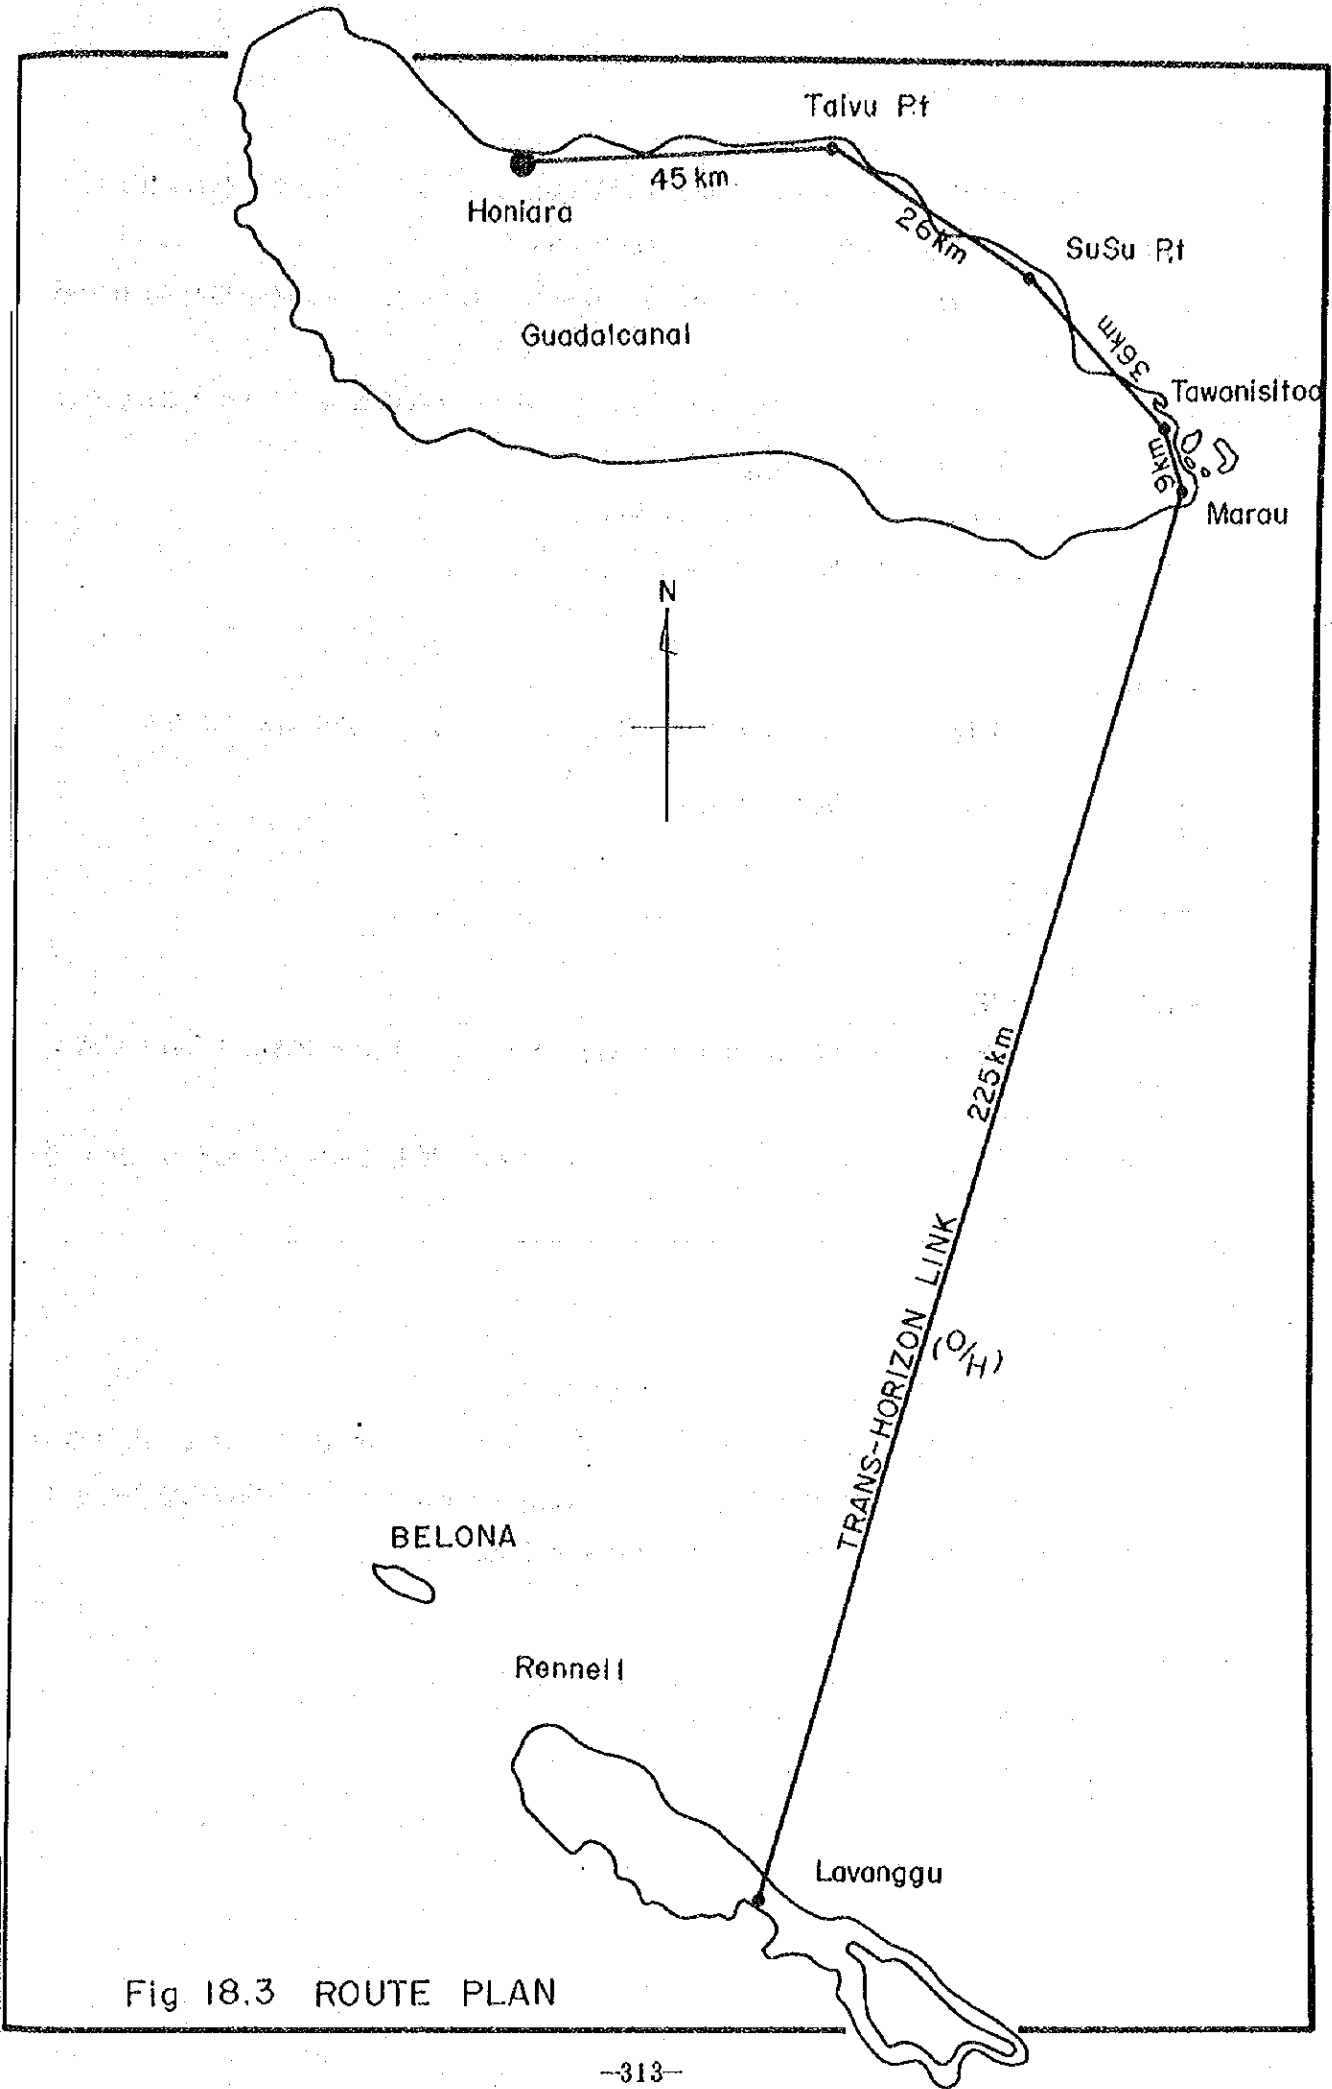 Taivu Pt
45 km
Honiara
26km
SuSu Pt
Guadalcanal
36km
Tawanisitoa
9km
Marau
N
225km
TRANS-HORIZON LINK
(O/H)
BELONA
Rennell
Lavanggu
Fig 18.3 ROUTE PLAN
—313—